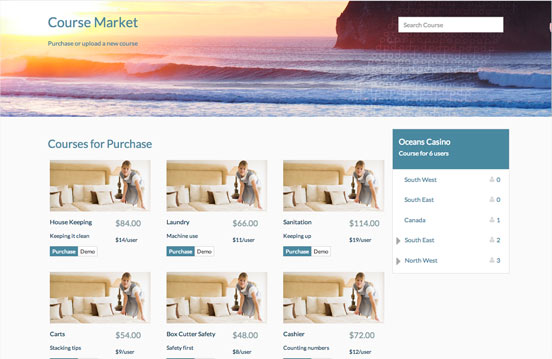 Course Market
Search Course
Purchase or upload a new course
Courses for Purchase
House Keeping $84.00
Keeping it clean $14/user
Purchase Demo
Laundry $66.00
Machine use $11/user
Purchase Demo
Sanitation $114.00
Keeping up $19/user
Purchase Demo
Carts $54.00
Stacking tips $9/user
Box Cutter Safety $48.00
Safety first $8/user
Cashier $72.00
Counting numbers $12/user
Oceans Casino
Course for 6 users
South West 0
South East 0
Canada 1
South East 2
North-West 3